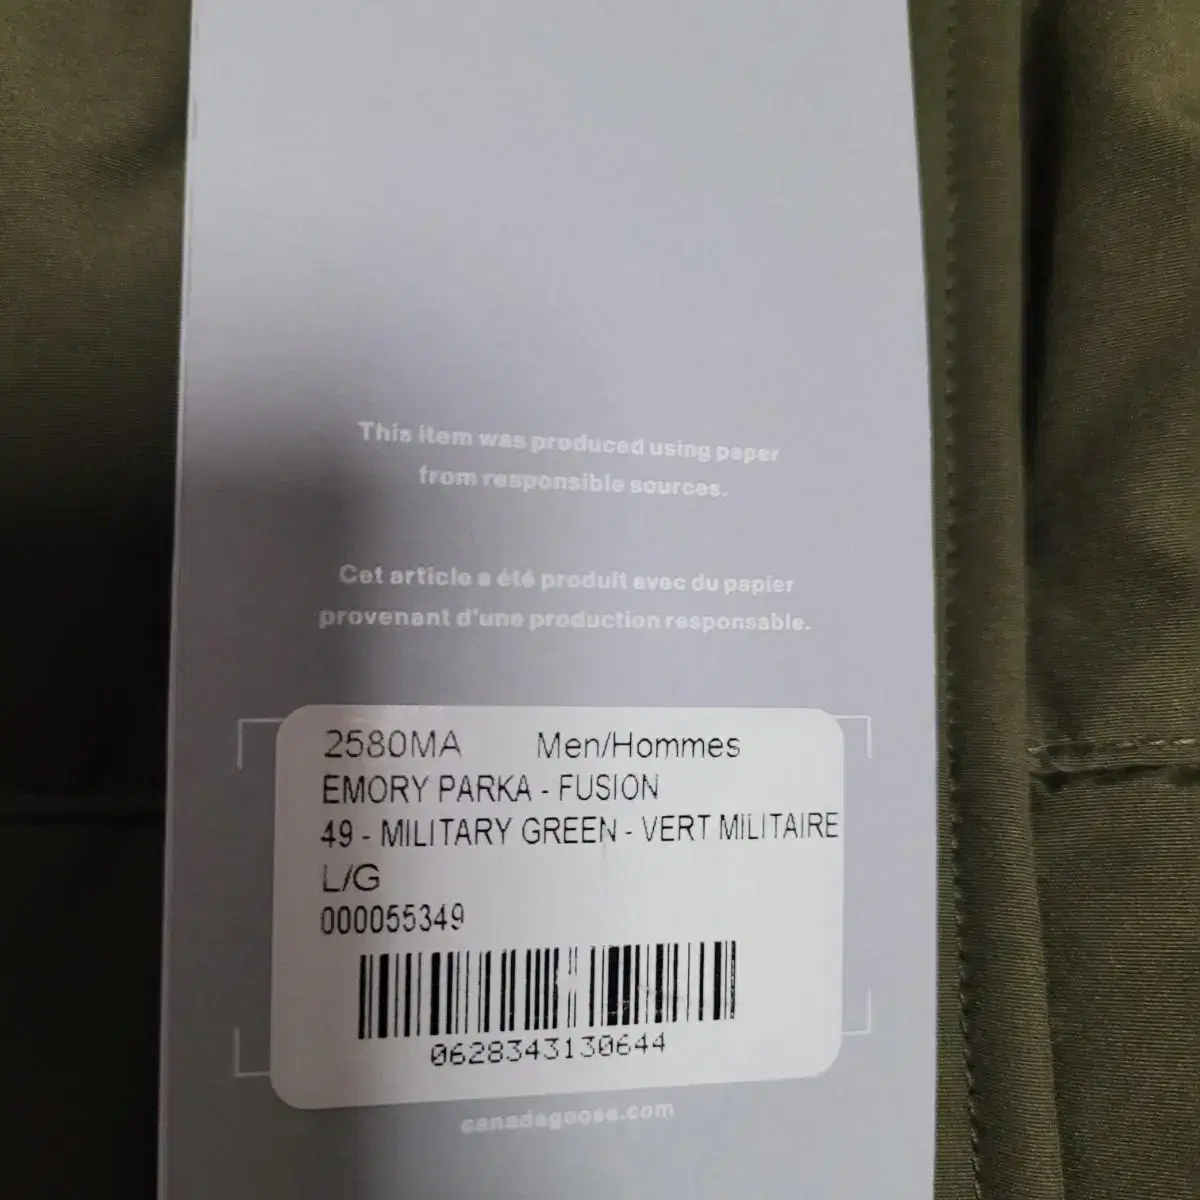 This item was produced using paper
from responsible sources.
Cet article a été produit avec du papier
provenant d'une production responsable.
2580MA Men/Hommes
EMORY PARKA - FUSION
49 - MILITARY GREEN - VERT MILITAIRE
L/G
000055349
0628343130644
canadagoose.com